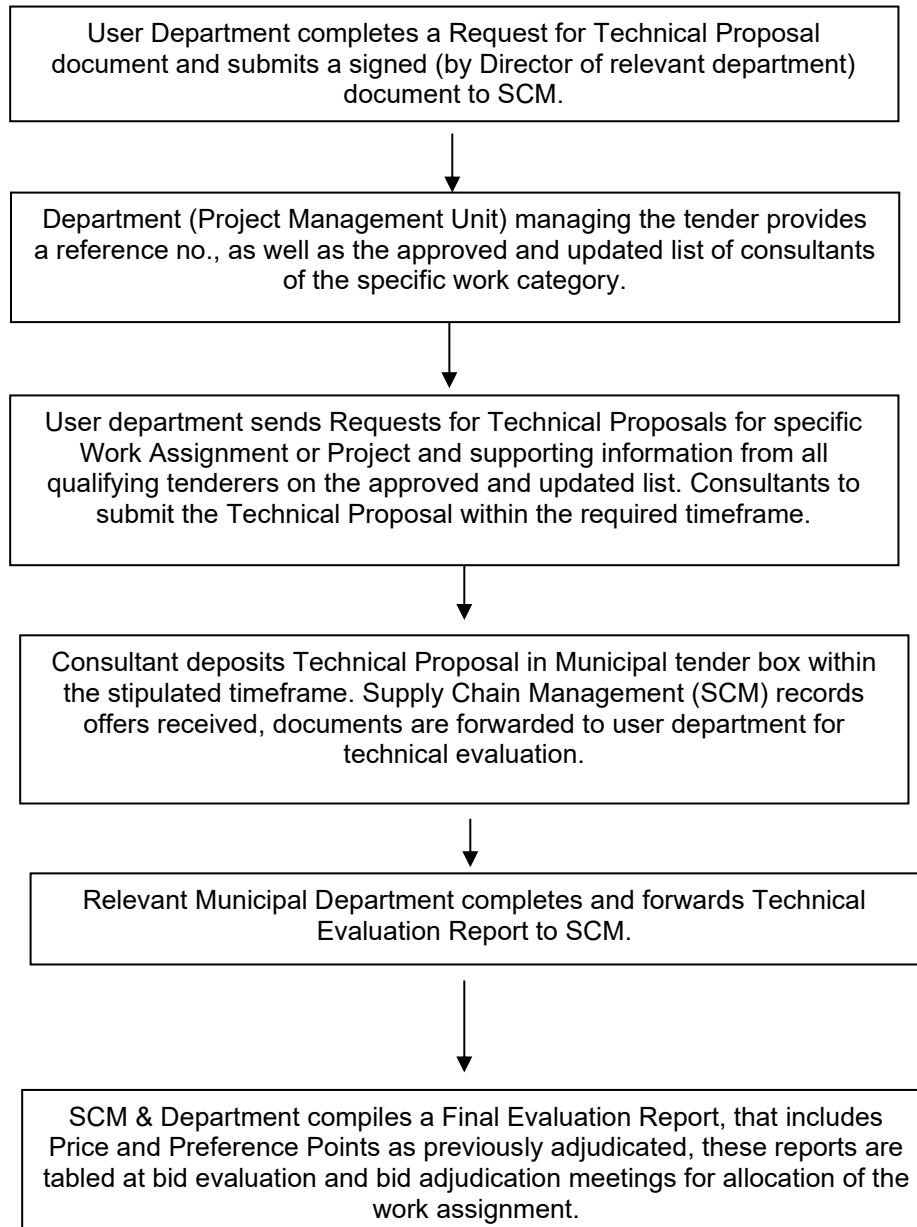 User Department completes a Request for Technical Proposal
document and submits a signed (by Director of relevant department)
document to SCM.
Department (Project Management Unit) managing the tender provides
a reference no., as well as the approved and updated list of consultants
of the specific work category.
User department sends Requests for Technical Proposals for specific
Work Assignment or Project and supporting information from all
qualifying tenderers on the approved and updated list. Consultants to
submit the Technical Proposal within the required timeframe.
Consultant deposits Technical Proposal in Municipal tender box within
the stipulated timeframe. Supply Chain Management (SCM) records
offers received, documents are forwarded to user department for
technical evaluation.
Relevant Municipal Department completes and forwards Technical
Evaluation Report to SCM.
SCM & Department compiles a Final Evaluation Report, that includes
Price and Preference Points as previously adjudicated, these reports are
tabled at bid evaluation and bid adjudication meetings for allocation of the
work assignment.